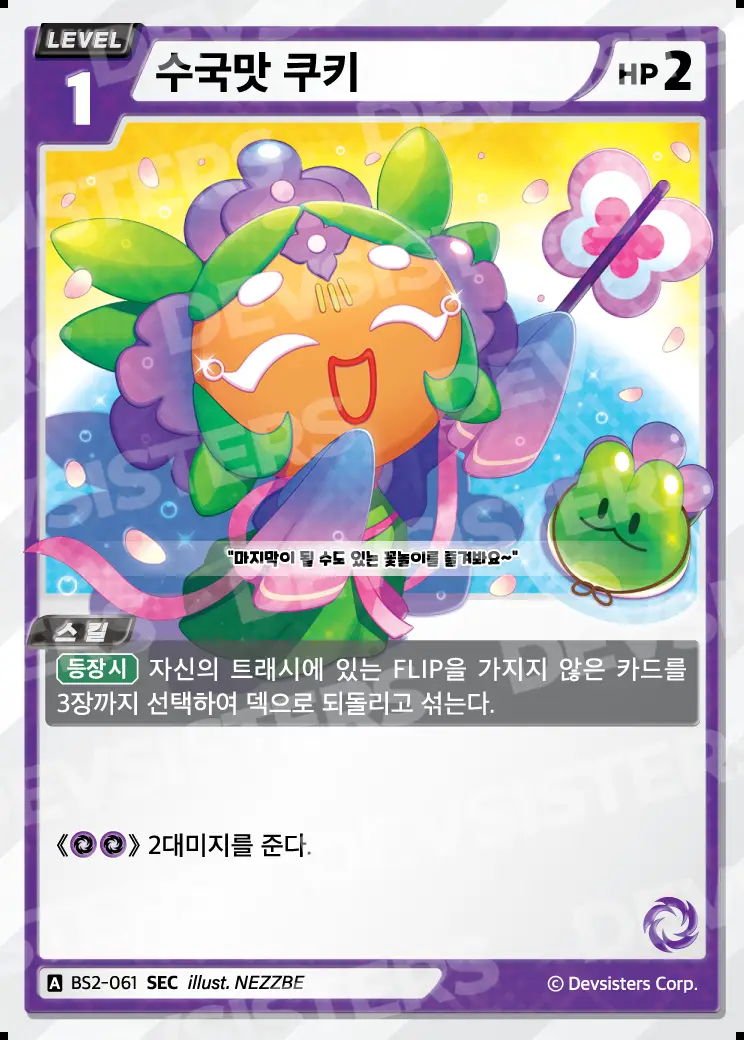 LEVEL
1
수국맛 쿠키
HP 2
"마지막이 될 수도 있는 꽃놀이를 즐겨봐요~"
스킬
등장시 자신의 트래시에 있는 FLIP을 가지지 않은 카드를
3장까지 선택하여 덱으로 되돌리고 섞는다.
《 》 2대미지를 준다.
A BS2-061 SEC illust. NEZZBE
© Devsisters Corp.
DEVSISTERS